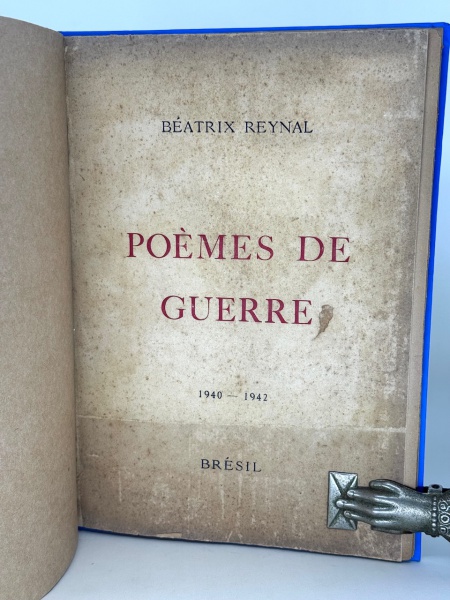 BÉATRIX REYNAL
POÈMES DE
GUERRE
1940 — 1942
BRÉSIL